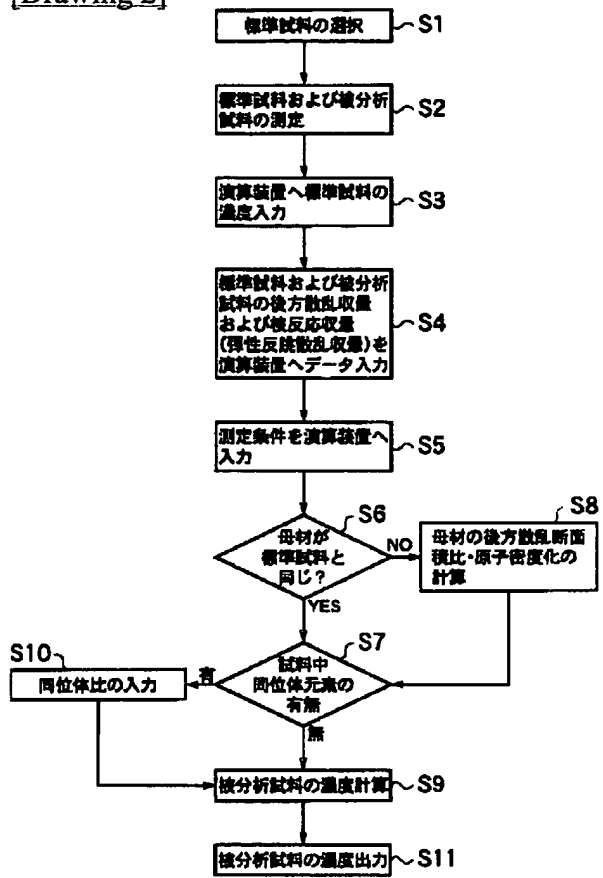 [Drawing 2]
標準試料の選択
S1
標準試料および被分析
試料の測定
S2
演算装置へ標準試料の
濃度入力
S3
標準試料および被分析
試料の後方散乱収量
および核反応収量
(弾性反跳散乱収量)を
演算装置へデータ入力
S4
測定条件を演算装置へ
入力
S5
S6
母材が
標準試料と
同じ?
NO
YES
S8
母材の後方散乱断面
積比・原子密度化の
計算
S7
試料中
同位体元素の
有無
有
無
S10
同位体比の入力
被分析試料の濃度計算
S9
被分析試料の濃度出力
S11